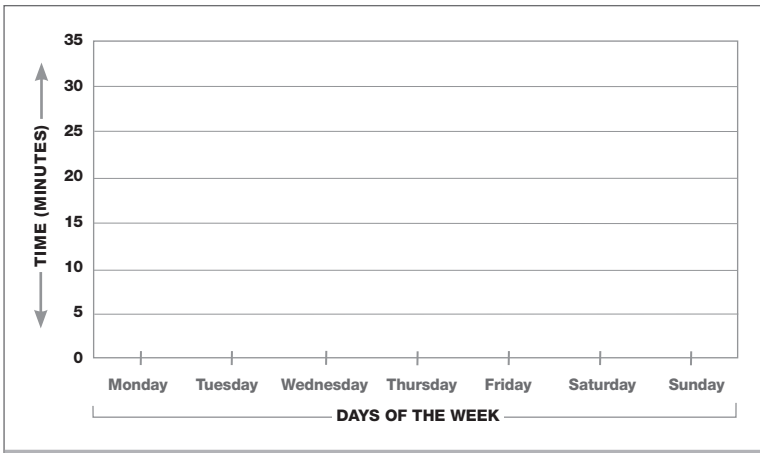 35
30
25
20
15
10
5
0
TIME (MINUTES)
Monday Tuesday Wednesday Thursday Friday Saturday Sunday
DAYS OF THE WEEK